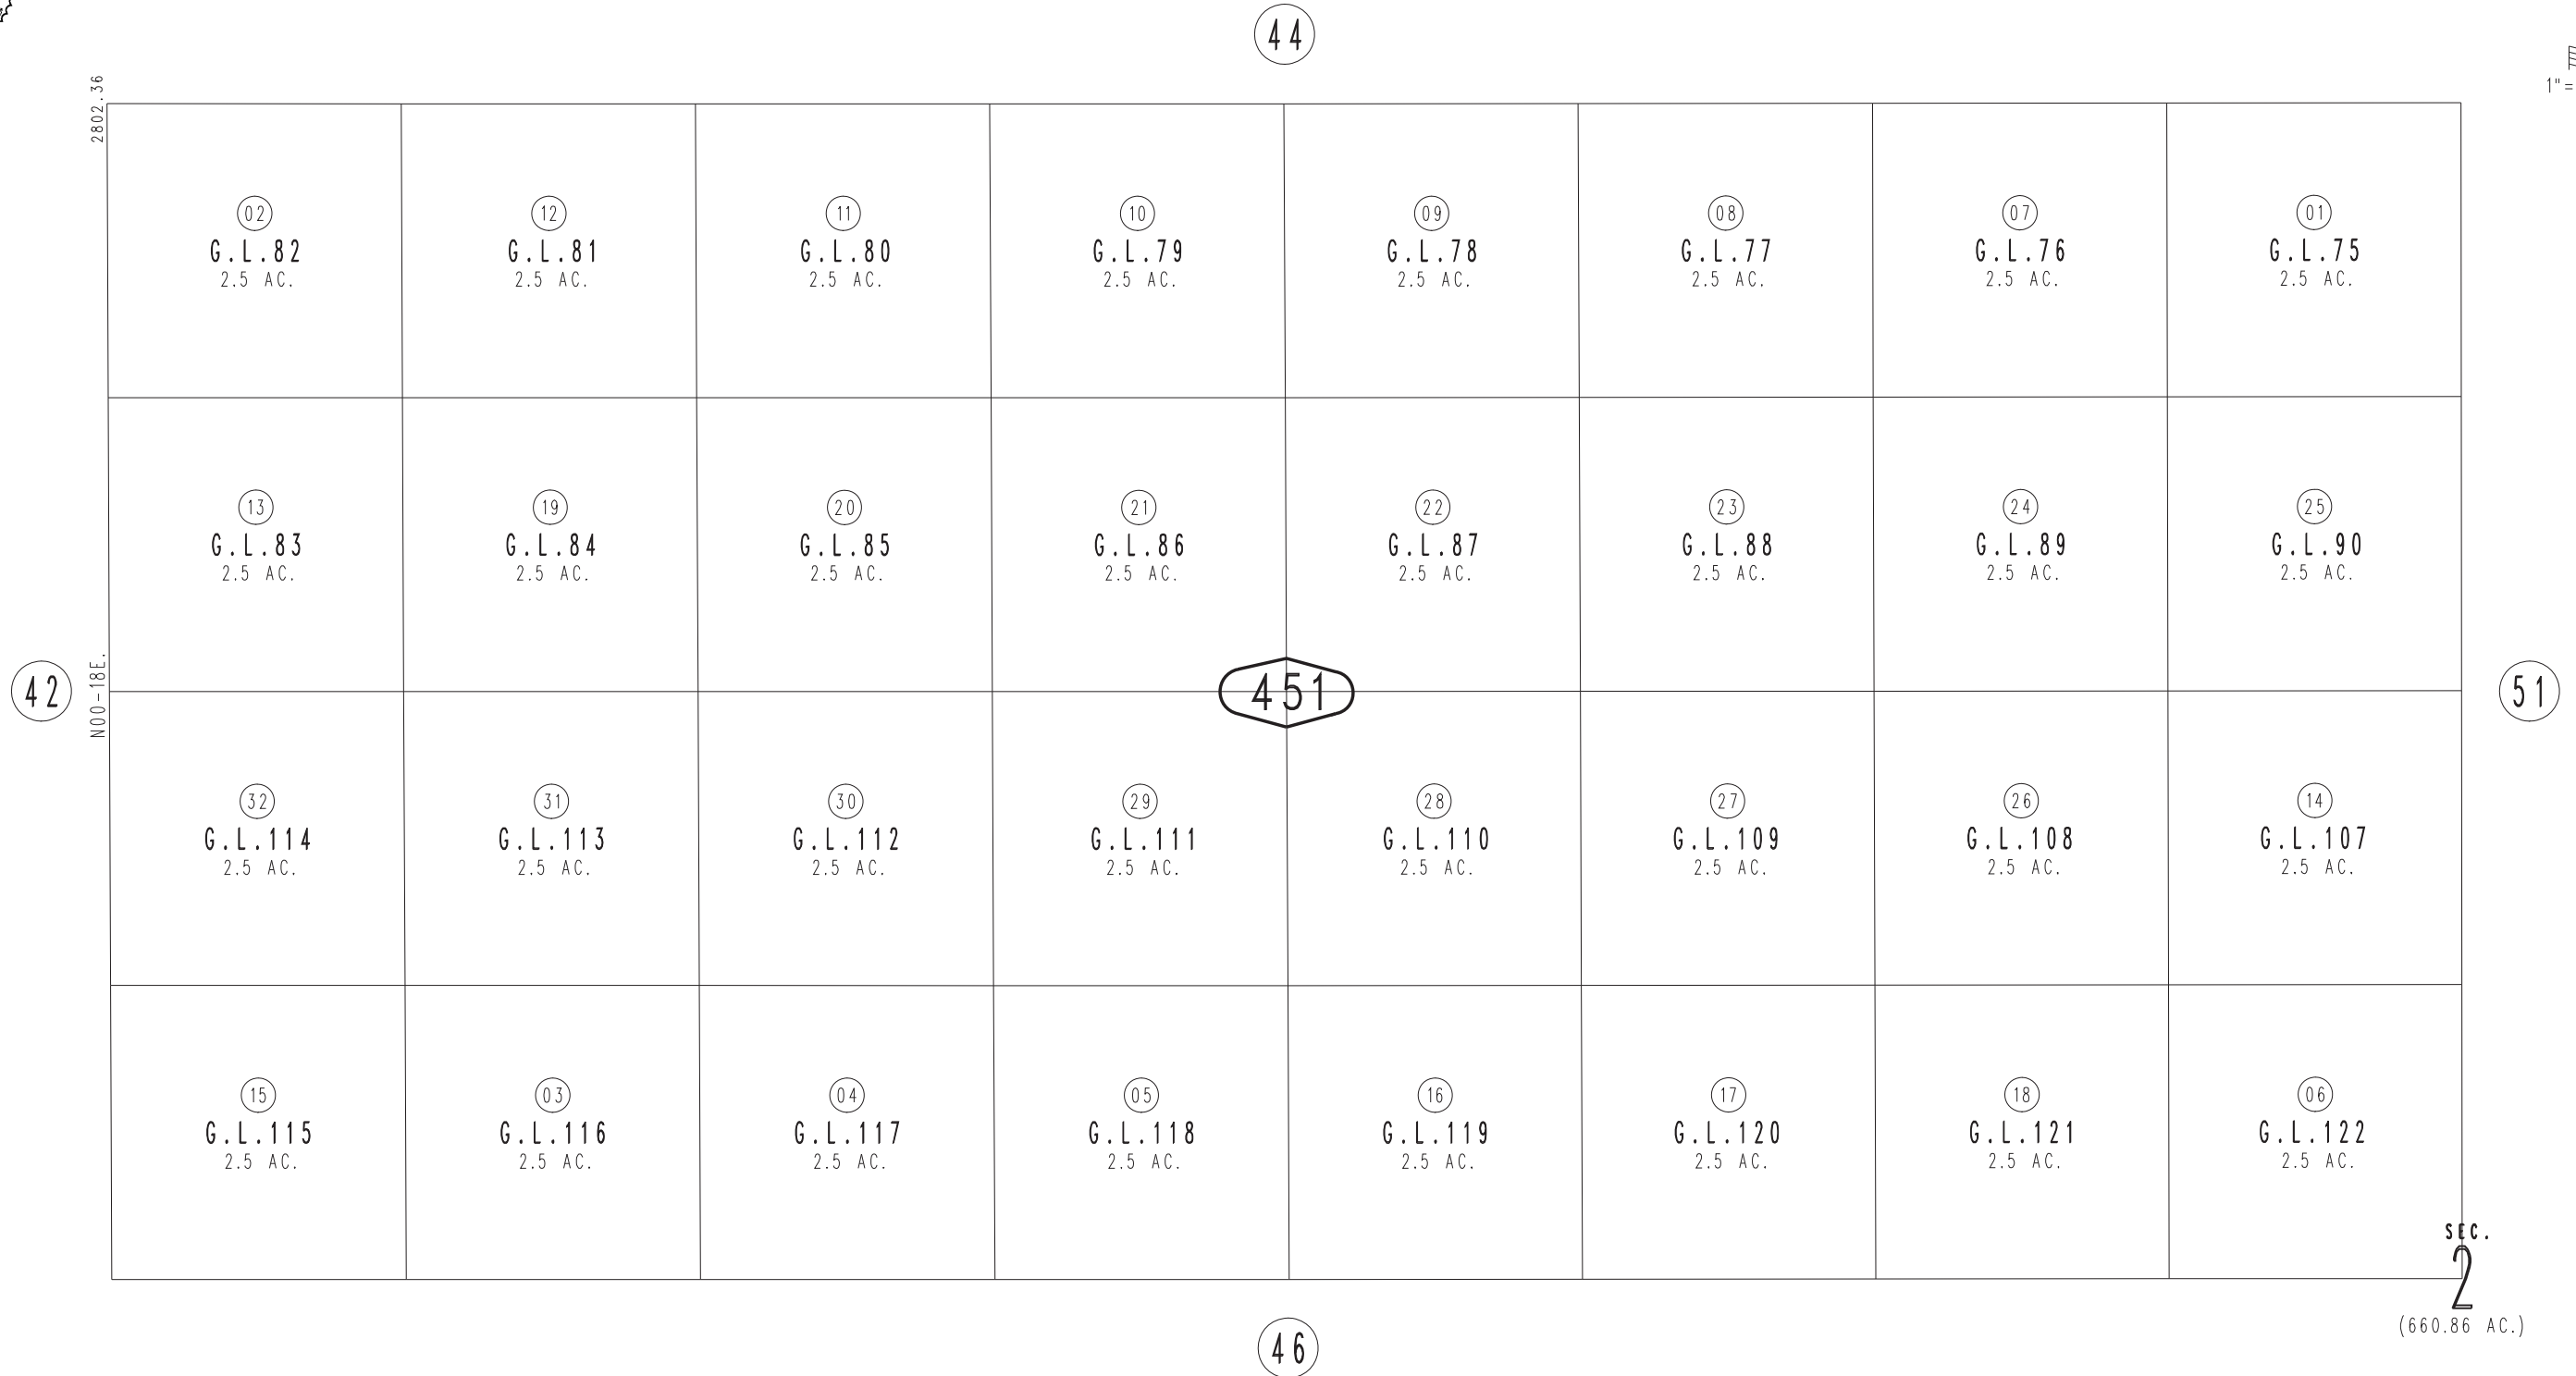 44
2802.36
1"=
02 12 11 10 09 08 07 01
G.L.82 G.L.81 G.L.80 G.L.79 G.L.78 G.L.77 G.L.76 G.L.75
2.5 AC. 2.5 AC. 2.5 AC. 2.5 AC. 2.5 AC. 2.5 AC. 2.5 AC. 2.5 AC.
13 19 20 21 22 23 24 25
G.L.83 G.L.84 G.L.85 G.L.86 G.L.87 G.L.88 G.L.89 G.L.90
2.5 AC. 2.5 AC. 2.5 AC. 2.5 AC. 2.5 AC. 2.5 AC. 2.5 AC. 2.5 AC.
42 N00-18E. 451 51
32 31 30 29 28 27 26 14
G.L.114 G.L.113 G.L.112 G.L.111 G.L.110 G.L.109 G.L.108 G.L.107
2.5 AC. 2.5 AC. 2.5 AC. 2.5 AC. 2.5 AC. 2.5 AC. 2.5 AC. 2.5 AC.
15 03 04 05 16 17 18 06
G.L.115 G.L.116 G.L.117 G.L.118 G.L.119 G.L.120 G.L.121 G.L.122
2.5 AC. 2.5 AC. 2.5 AC. 2.5 AC. 2.5 AC. 2.5 AC. 2.5 AC. 2.5 AC.
SEC.
2
(660.86 AC.)
46